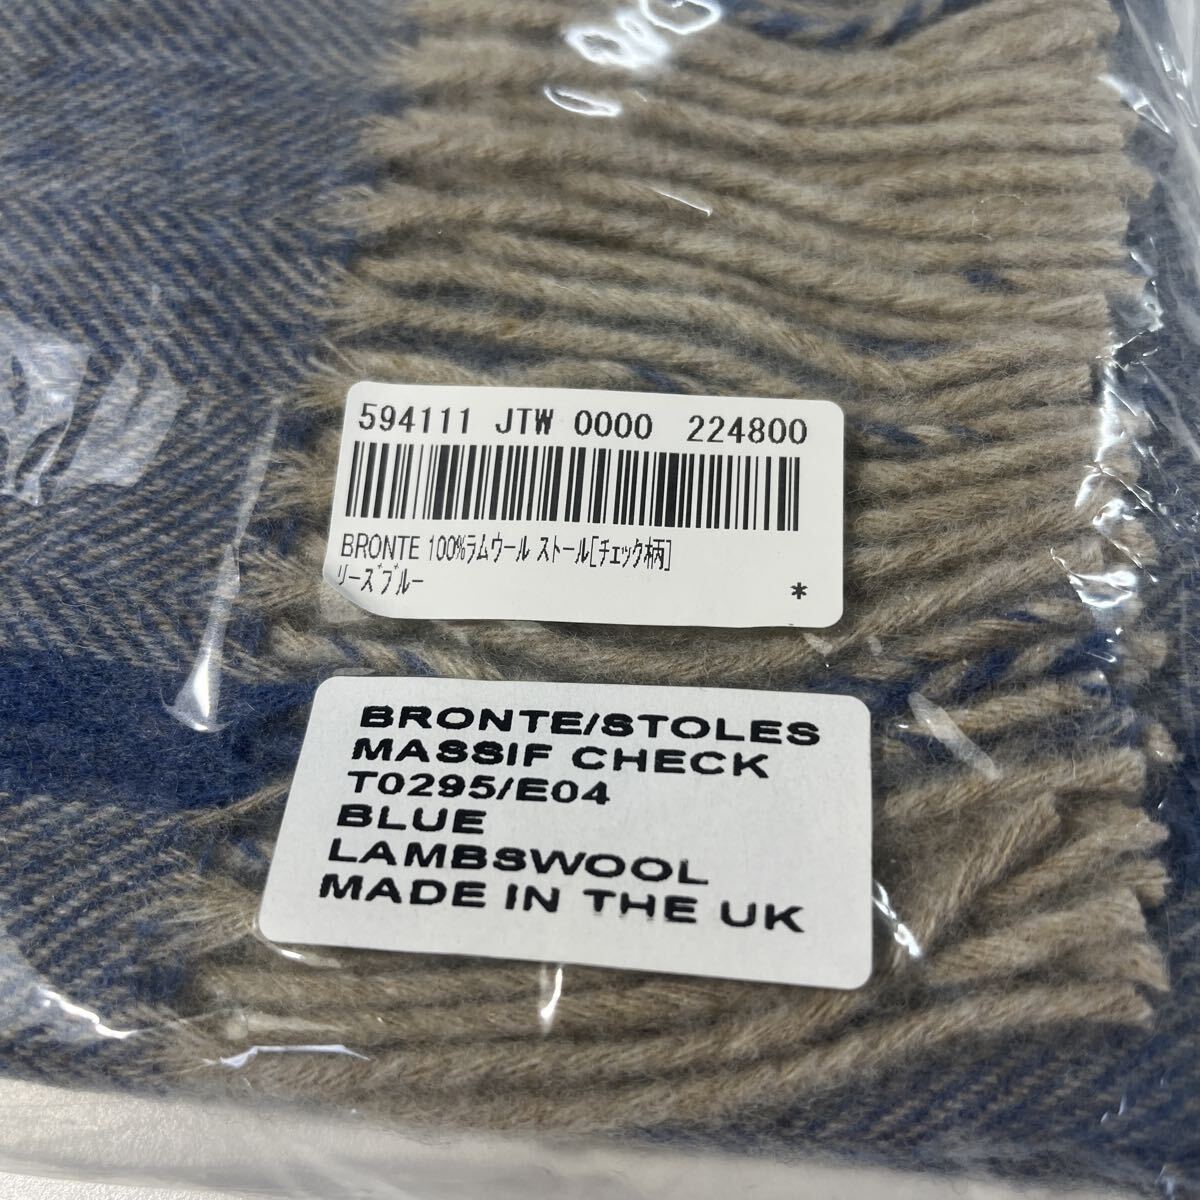 594111 JTW 0000 224800
BRONTE 100%ラムウール ストール[チェック柄]
リーズブルー
*
BRONTE/STOLES
MASSIF CHECK
T0295/E04
BLUE
LAMBSWOOL
MADE IN THE UK